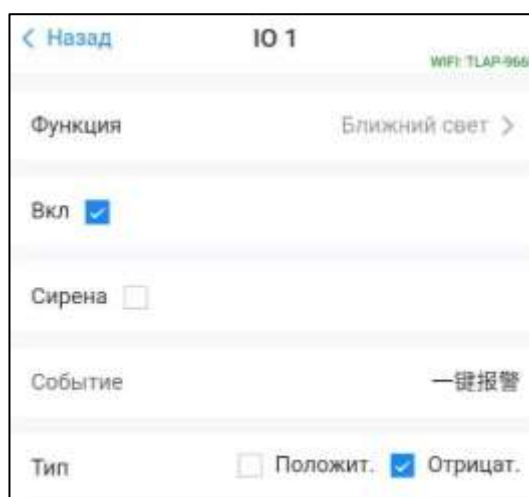 < Назад IO 1
WIFI: TLAP-966
Функция Ближний свет >
Вкл
Сирена
Событие 一键报警
Тип Положит. Отрицат.